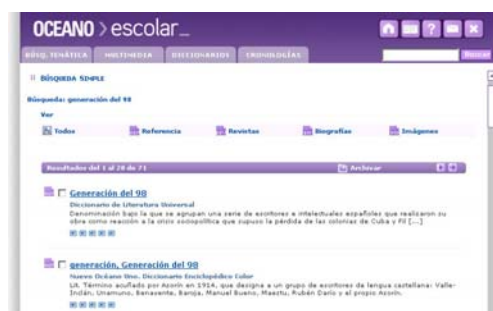 OCEANO > escolar_
BÚSQ. TEMÁTICA MULTIMEDIA DICCIONARIOS CRONOLOGÍAS
Buscar
BÚSQUEDA SIMPLE
Búsqueda: generación del 98
Ver
Todos Referencia Revistas Biografías Imágenes
Resultados del 1 al 20 de 71 Archivar
Generación del 98
Diccionario de Literatura Universal
Denominación bajo la que se agrupan una serie de escritores e intelectuales españoles que realizaron su
obra como reacción a la crisis sociopolítica que supuso la pérdida de las colonias de Cuba y Fil [...]
generación, Generación del 98
Nuevo Océano Uno. Diccionario Enciclopédico Color
Lit. Término acuñado por Azorín en 1914, que designa a un grupo de escritores de lengua castellana: Valle-
Inclán, Unamuno, Benavente, Baroja, Manuel Bueno, Maeztu, Rubén Darío y el propio Azorín.